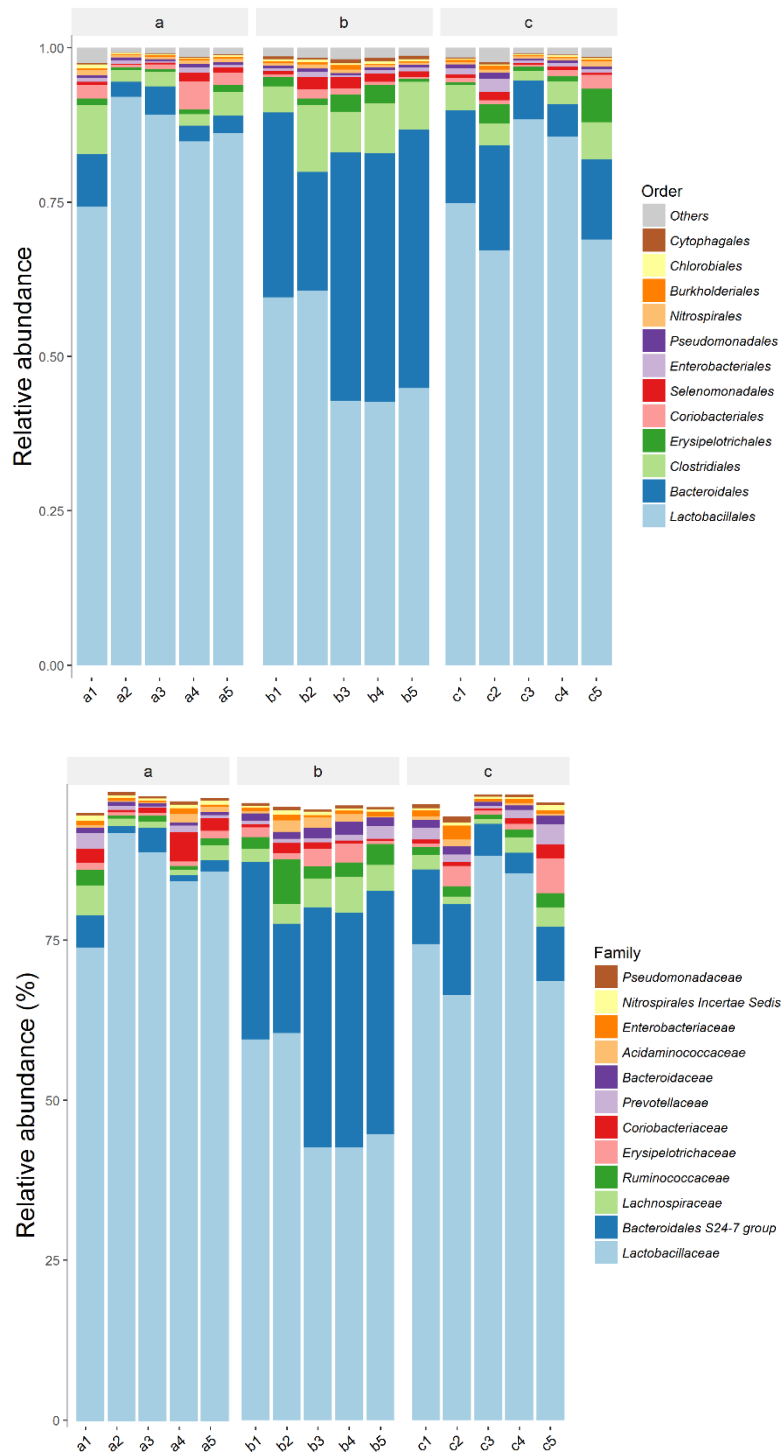 a b c
1.00
0.75
0.50
0.25
0.00
Relative abundance
a1 a2 a3 a4 a5 b1 b2 b3 b4 b5 c1 c2 c3 c4 c5
Order
Others
Cytophagales
Chlorobiales
Burkholderiales
Nitrospirales
Pseudomonadales
Enterobacteriales
Selenomonadales
Coriobacteriales
Erysipelotrichales
Clostridiales
Bacteroidales
Lactobacillales
a b c
75
50
25
0
Relative abundance (%)
a1 a2 a3 a4 a5 b1 b2 b3 b4 b5 c1 c2 c3 c4 c5
Family
Pseudomonadaceae
Nitrospirales Incertae Sedis
Enterobacteriaceae
Acidaminococcaceae
Bacteroidaceae
Prevotellaceae
Coriobacteriaceae
Erysipelotrichaceae
Ruminococcaceae
Lachnospiraceae
Bacteroidales S24-7 group
Lactobacillaceae